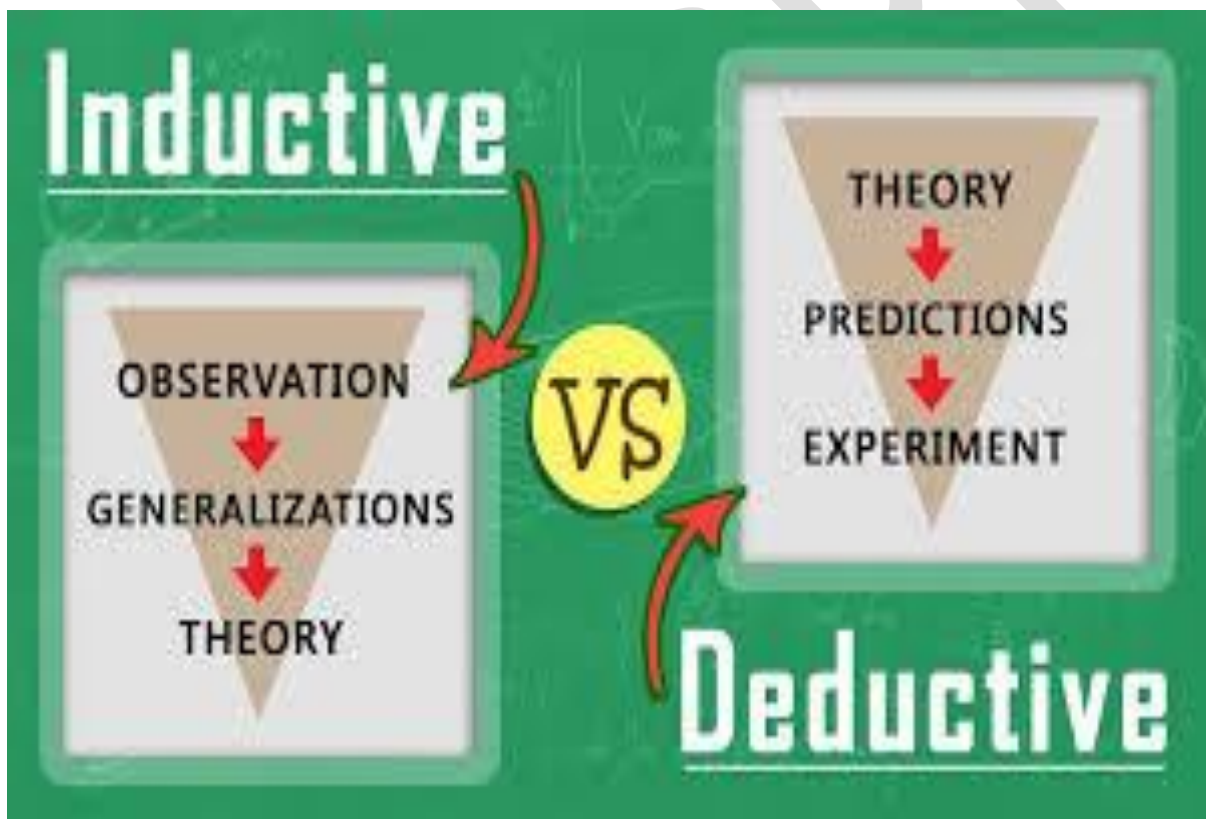 Inductive
OBSERVATION
GENERALIZATIONS
THEORY
VS
THEORY
PREDICTIONS
EXPERIMENT
Deductive